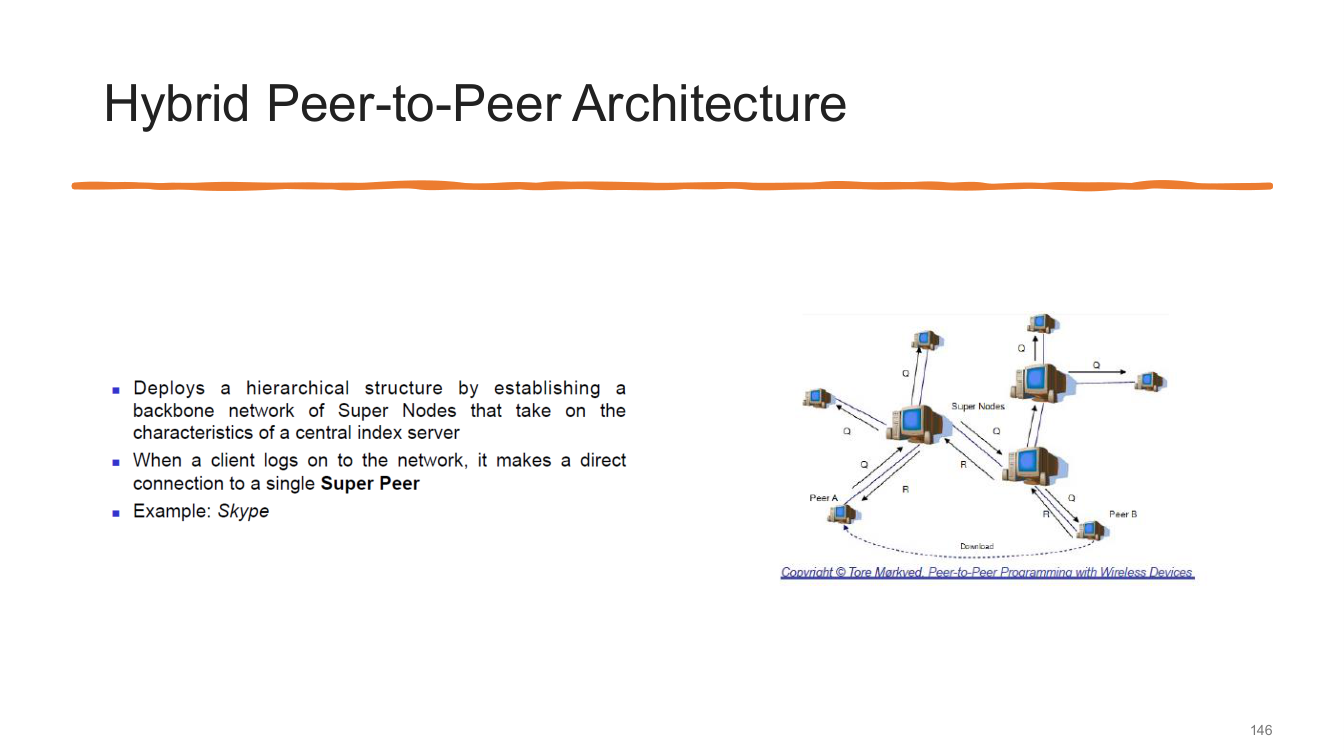 Hybrid Peer-to-Peer Architecture
Deploys a hierarchical structure by establishing a
backbone network of Super Nodes that take on the
characteristics of a central index server
When a client logs on to the network, it makes a direct
connection to a single Super Peer
Example: Skype
Q
Q
Q
Super Nodes
Q
Q
Q
R
R
Peer A
Q
R
Peer B
Download
Copyright © Tore Mørkved, Peer-to-Peer Programming with Wireless Devices
146